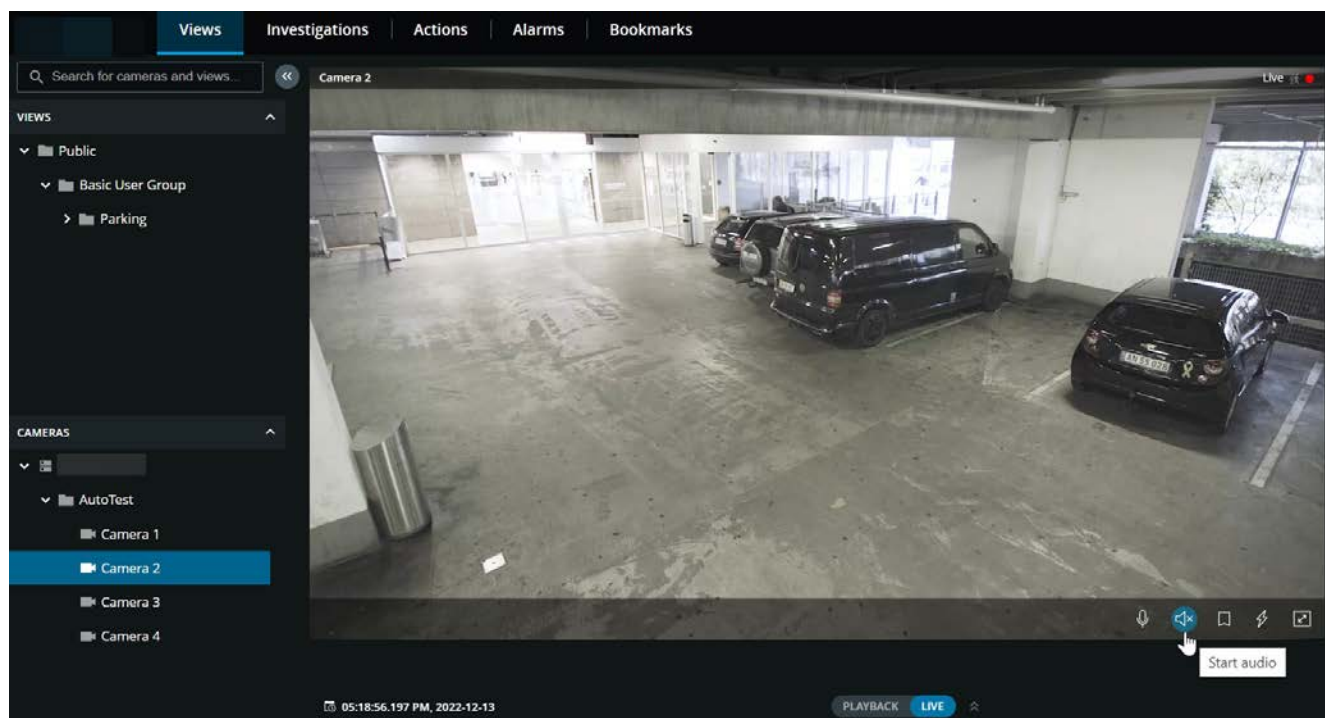 Views Investigations Actions Alarms Bookmarks
Search for cameras and views...
Camera 2
Live
VIEWS
Public
Basic User Group
Parking
CAMERAS
AutoTest
Camera 1
Camera 2
Camera 3
Camera 4
Start audio
05:18:56.197 PM, 2022-12-13
PLAYBACK LIVE